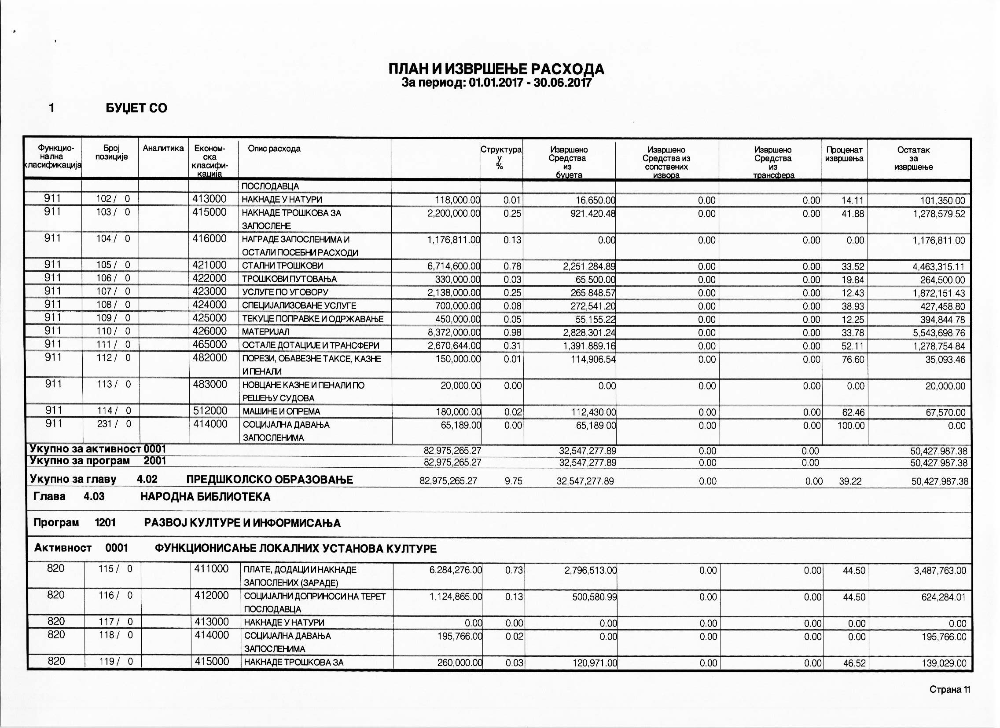 ПЛАН И ИЗВРШЕЊЕ РАСХОДА
За период: 01.01.2017 - 30.06.2017
1 БУЏЕТ СО
Функцио- Број Аналитика Економ- Опис расхода Структура Извршено Извршено Извршено Проценат Остатак
нална позиције ска у Средства Средства из Средства извршења за
класификација класифи- % из сопствених из извршење
кација буџета извора трансфера
ПОСЛОДАВЦА
911 102 / 0 413000 НАКНАДЕ У НАТУРИ 118,000.00 0.01 16,650.00 0.00 0.00 14.11 101,350.00
911 103 / 0 415000 НАКНАДЕ ТРОШКОВА ЗА 2,200,000.00 0.25 921,420.48 0.00 0.00 41.88 1,278,579.52
ЗАПОСЛЕНЕ
911 104 / 0 416000 НАГРАДЕ ЗАПОСЛЕНИМА И 1,176,811.00 0.13 0.00 0.00 0.00 0.00 1,176,811.00
ОСТАЛИ ПОСЕБНИ РАСХОДИ
911 105 / 0 421000 СТАЛНИ ТРОШКОВИ 6,714,600.00 0.78 2,251,284.89 0.00 0.00 33.52 4,463,315.11
911 106 / 0 422000 ТРОШКОВИ ПУТОВАЊА 330,000.00 0.03 65,500.00 0.00 0.00 19.84 264,500.00
911 107 / 0 423000 УСЛУГЕ ПО УГОВОРУ 2,138,000.00 0.25 265,848.57 0.00 0.00 12.43 1,872,151.43
911 108 / 0 424000 СПЕЦИЈАЛИЗОВАНЕ УСЛУГЕ 700,000.00 0.08 272,541.20 0.00 0.00 38.93 427,458.80
911 109 / 0 425000 ТЕКУЦЕ ПОПРАВКЕ И ОДРЖАВАЊЕ 450,000.00 0.05 55,155.22 0.00 0.00 12.25 394,844.78
911 110 / 0 426000 МАТЕРИЈАЛ 8,372,000.00 0.98 2,828,301.24 0.00 0.00 33.78 5,543,698.76
911 111 / 0 465000 ОСТАЛЕ ДОТАЦИЈЕ И ТРАНСФЕРИ 2,670,644.00 0.31 1,391,889.16 0.00 0.00 52.11 1,278,754.84
911 112 / 0 482000 ПОРЕЗИ, ОБАВЕЗНЕ ТАКСЕ, КАЗНЕ 150,000.00 0.01 114,906.54 0.00 0.00 76.60 35,093.46
И ПЕНАЛИ
911 113 / 0 483000 НОВЦАНЕ КАЗНЕ И ПЕНАЛИ ПО 20,000.00 0.00 0.00 0.00 0.00 0.00 20,000.00
РЕШЕЊУ СУДОВА
911 114 / 0 512000 МАШИНЕ И ОПРЕМА 180,000.00 0.02 112,430.00 0.00 0.00 62.46 67,570.00
911 231 / 0 414000 СОЦИЈАЛНА ДАВАЊА 65,189.00 0.00 65,189.00 0.00 0.00 100.00 0.00
ЗАПОСЛЕНИМА
Укупно за активност 0001 82,975,265.27 32,547,277.89 0.00 0.00 50,427,987.38
Укупно за програм 2001 82,975,265.27 32,547,277.89 0.00 0.00 50,427,987.38
Укупно за главу 4.02 ПРЕДШКОЛСКО ОБРАЗОВАЊЕ 82,975,265.27 9.75 32,547,277.89 0.00 0.00 39.22 50,427,987.38
Глава 4.03 НАРОДНА БИБЛИОТЕКА
Програм 1201 РАЗВОЈ КУЛТУРЕ И ИНФОРМИСАЊА
Активност 0001 ФУНКЦИОНИСАЊЕ ЛОКАЛНИХ УСТАНОВА КУЛТУРЕ
820 115 / 0 411000 ПЛАТЕ, ДОДАЦИ И НАКНАДЕ 6,284,276.00 0.73 2,796,513.00 0.00 0.00 44.50 3,487,763.00
ЗАПОСЛЕНИХ (ЗАРАДЕ)
820 116 / 0 412000 СОЦИЈАЛНИ ДОПРИНОСИ НА ТЕРЕТ 1,124,865.00 0.13 500,580.99 0.00 0.00 44.50 624,284.01
ПОСЛОДАВЦА
820 117 / 0 413000 НАКНАДЕ У НАТУРИ 0.00 0.00 0.00 0.00 0.00 0.00 0.00
820 118 / 0 414000 СОЦИЈАЛНА ДАВАЊА 195,766.00 0.02 0.00 0.00 0.00 0.00 195,766.00
ЗАПОСЛЕНИМА
820 119 / 0 415000 НАКНАДЕ ТРОШКОВА ЗА 260,000.00 0.03 120,971.00 0.00 0.00 46.52 139,029.00
Страна 11